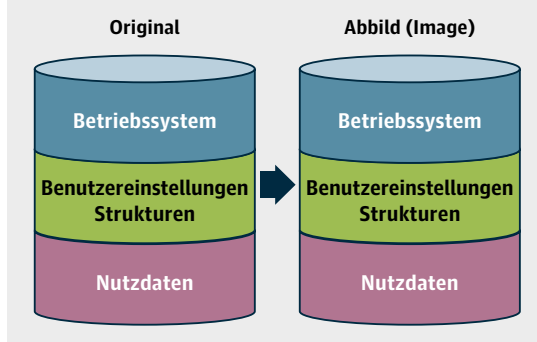 Original
Abbild (Image)
Betriebssystem
Betriebssystem
Benutzereinstellungen
Strukturen
Benutzereinstellungen
Strukturen
Nutzdaten
Nutzdaten